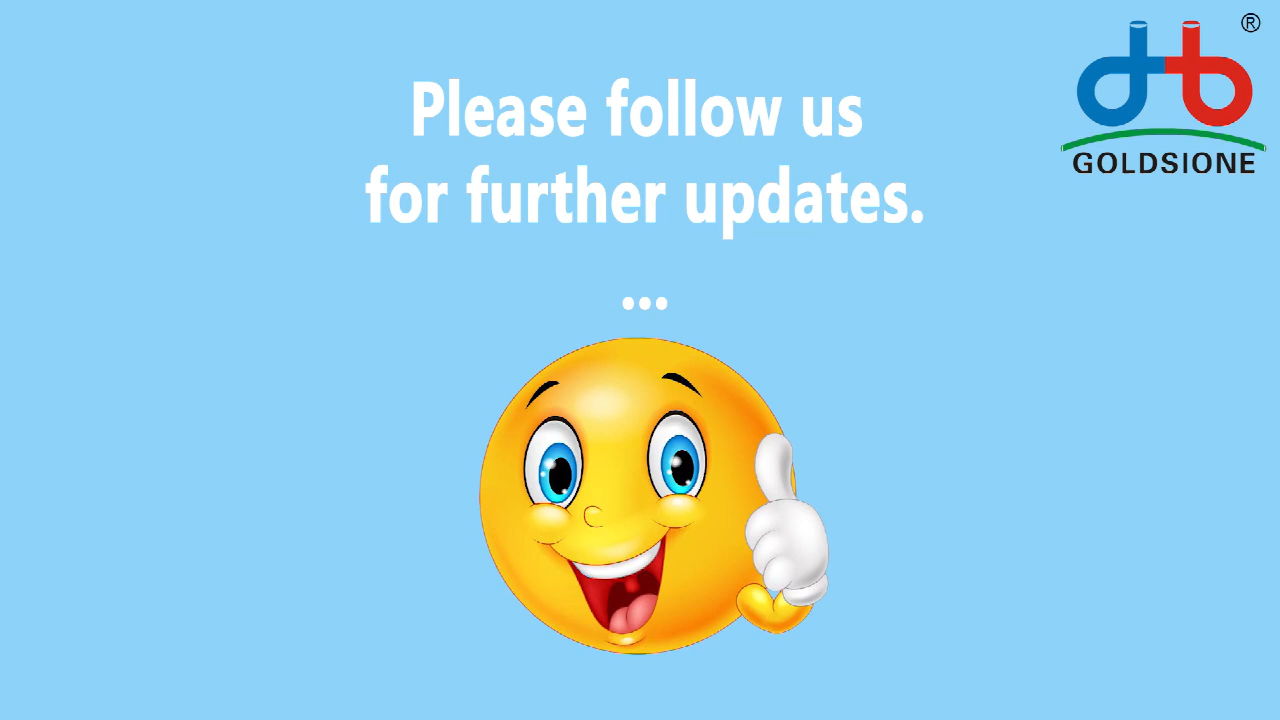 Please follow us
for further updates.
...
®
GOLDSIONE